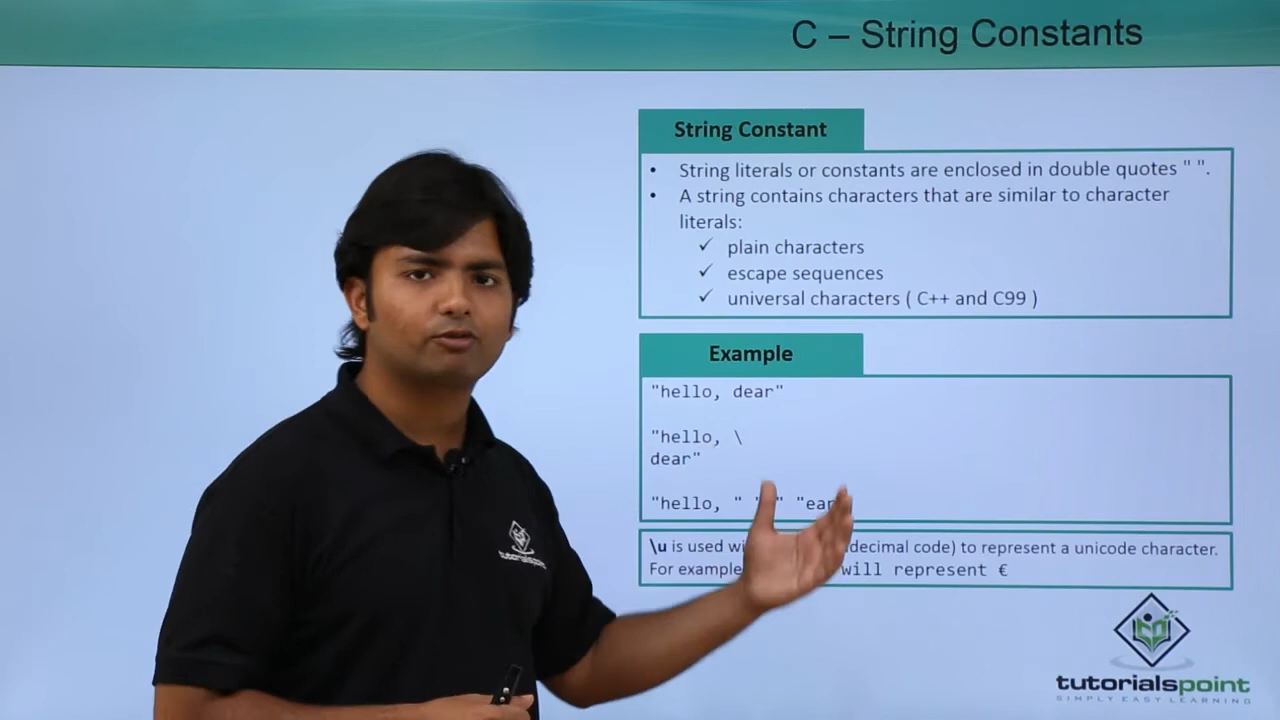 C – String Constants
String Constant
• String literals or constants are enclosed in double quotes " ".
• A string contains characters that are similar to character
literals:
✓ plain characters
✓ escape sequences
✓ universal characters ( C++ and C99 )
Example
"hello, dear"
"hello, \
dear"
"hello, " " "
\u is used decimal code) to represent a unicode character.
For example will represent €
tutorialspoint
tutorialspoint
SIMPLY EASY LEARNING